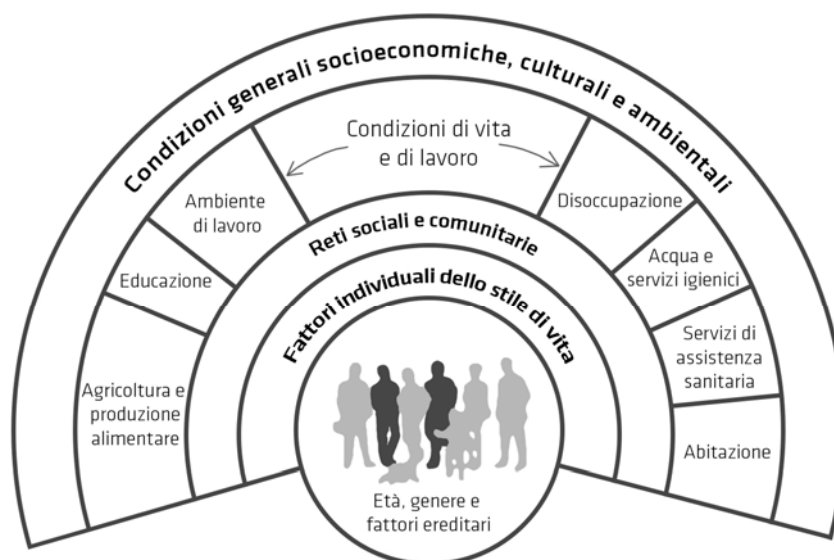 Condizioni generali socioeconomiche, culturali e ambientali
Condizioni di vita
e di lavoro
Agricoltura e
produzione
alimentare
Educazione
Ambiente
di lavoro
Disoccupazione
Acqua e
servizi igienici
Servizi di
assistenza
sanitaria
Abitazione
Reti sociali e comunitarie
Fattori individuali dello stile di vita
Età, genere e
fattori ereditari